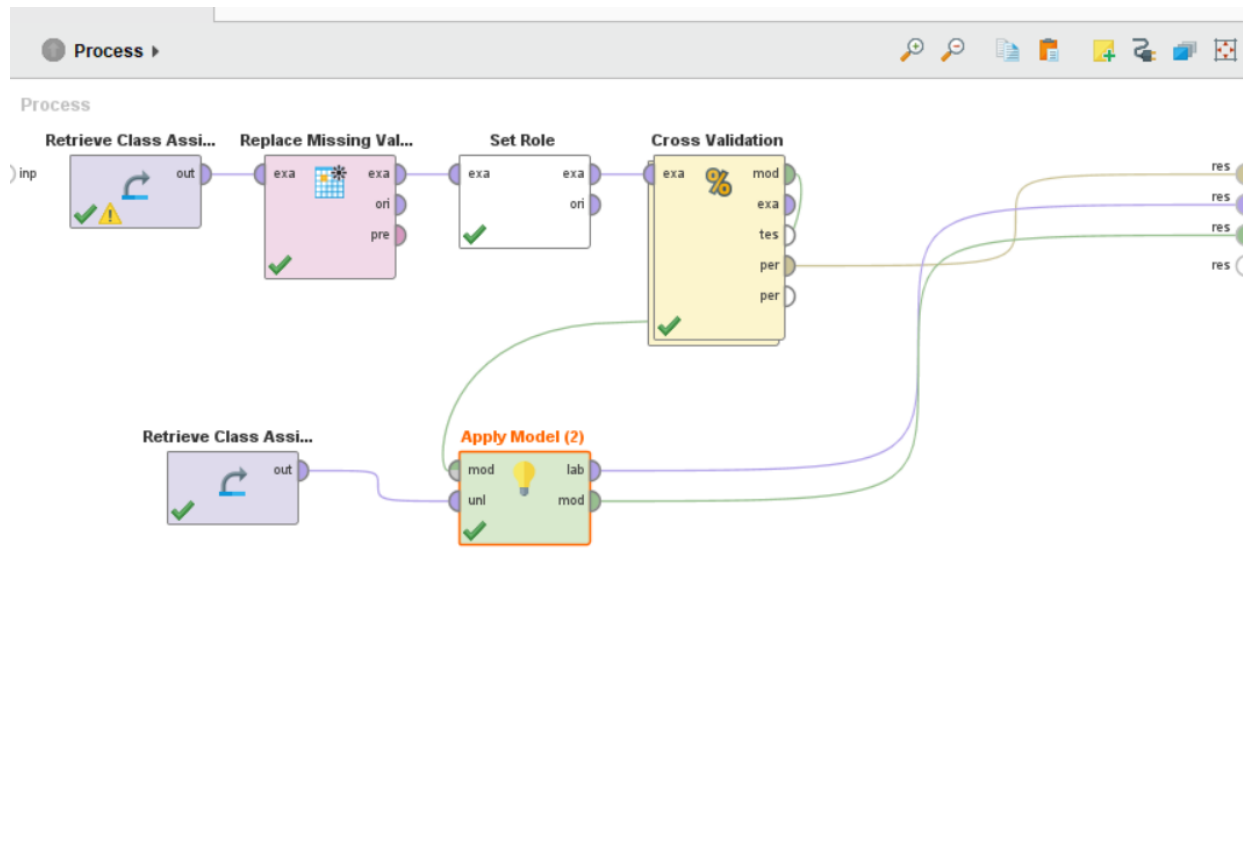 Process
Process
Retrieve Class Assi...
Replace Missing Val...
Set Role
Cross Validation
inp
out
exa
exa
ori
pre
exa
exa
ori
exa
mod
exa
tes
per
per
res
res
res
res
Retrieve Class Assi...
out
Apply Model (2)
mod
lab
unl
mod